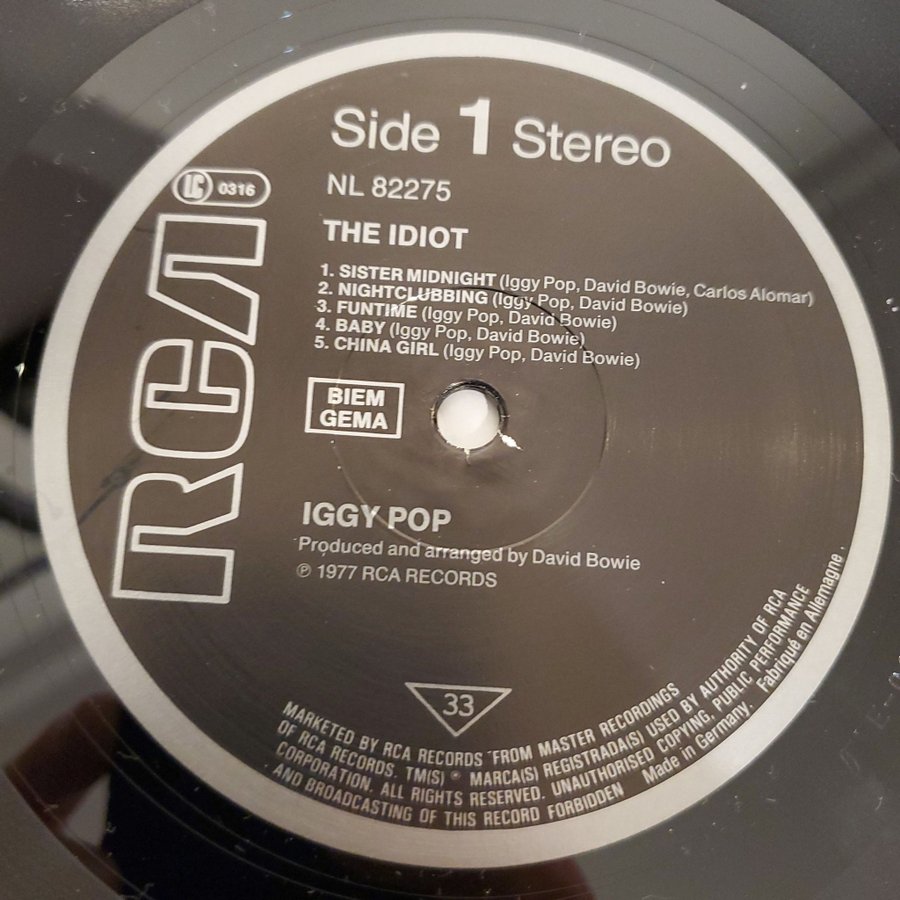 Side 1 Stereo
LC 0316
NL 82275
RCA
THE IDIOT
1. SISTER MIDNIGHT (Iggy Pop, David Bowie, Carlos Alomar)
2. NIGHTCLUBBING (Iggy Pop, David Bowie)
3. FUNTIME (Iggy Pop, David Bowie)
4. BABY (Iggy Pop, David Bowie)
5. CHINA GIRL (Iggy Pop, David Bowie)
BIEM
GEMA
IGGY POP
Produced and arranged by David Bowie
℗ 1977 RCA RECORDS
33
MARKETED BY RCA RECORDS FROM MASTER RECORDINGS
OF RCA RECORDS. TM(S) ® MARCA(S) REGISTRADA(S) USED BY AUTHORITY OF RCA
CORPORATION. ALL RIGHTS RESERVED. UNAUTHORISED COPYING, PUBLIC PERFORMANCE
AND BROADCASTING OF THIS RECORD FORBIDDEN Made in Germany. Fabriqué en Allemagne.